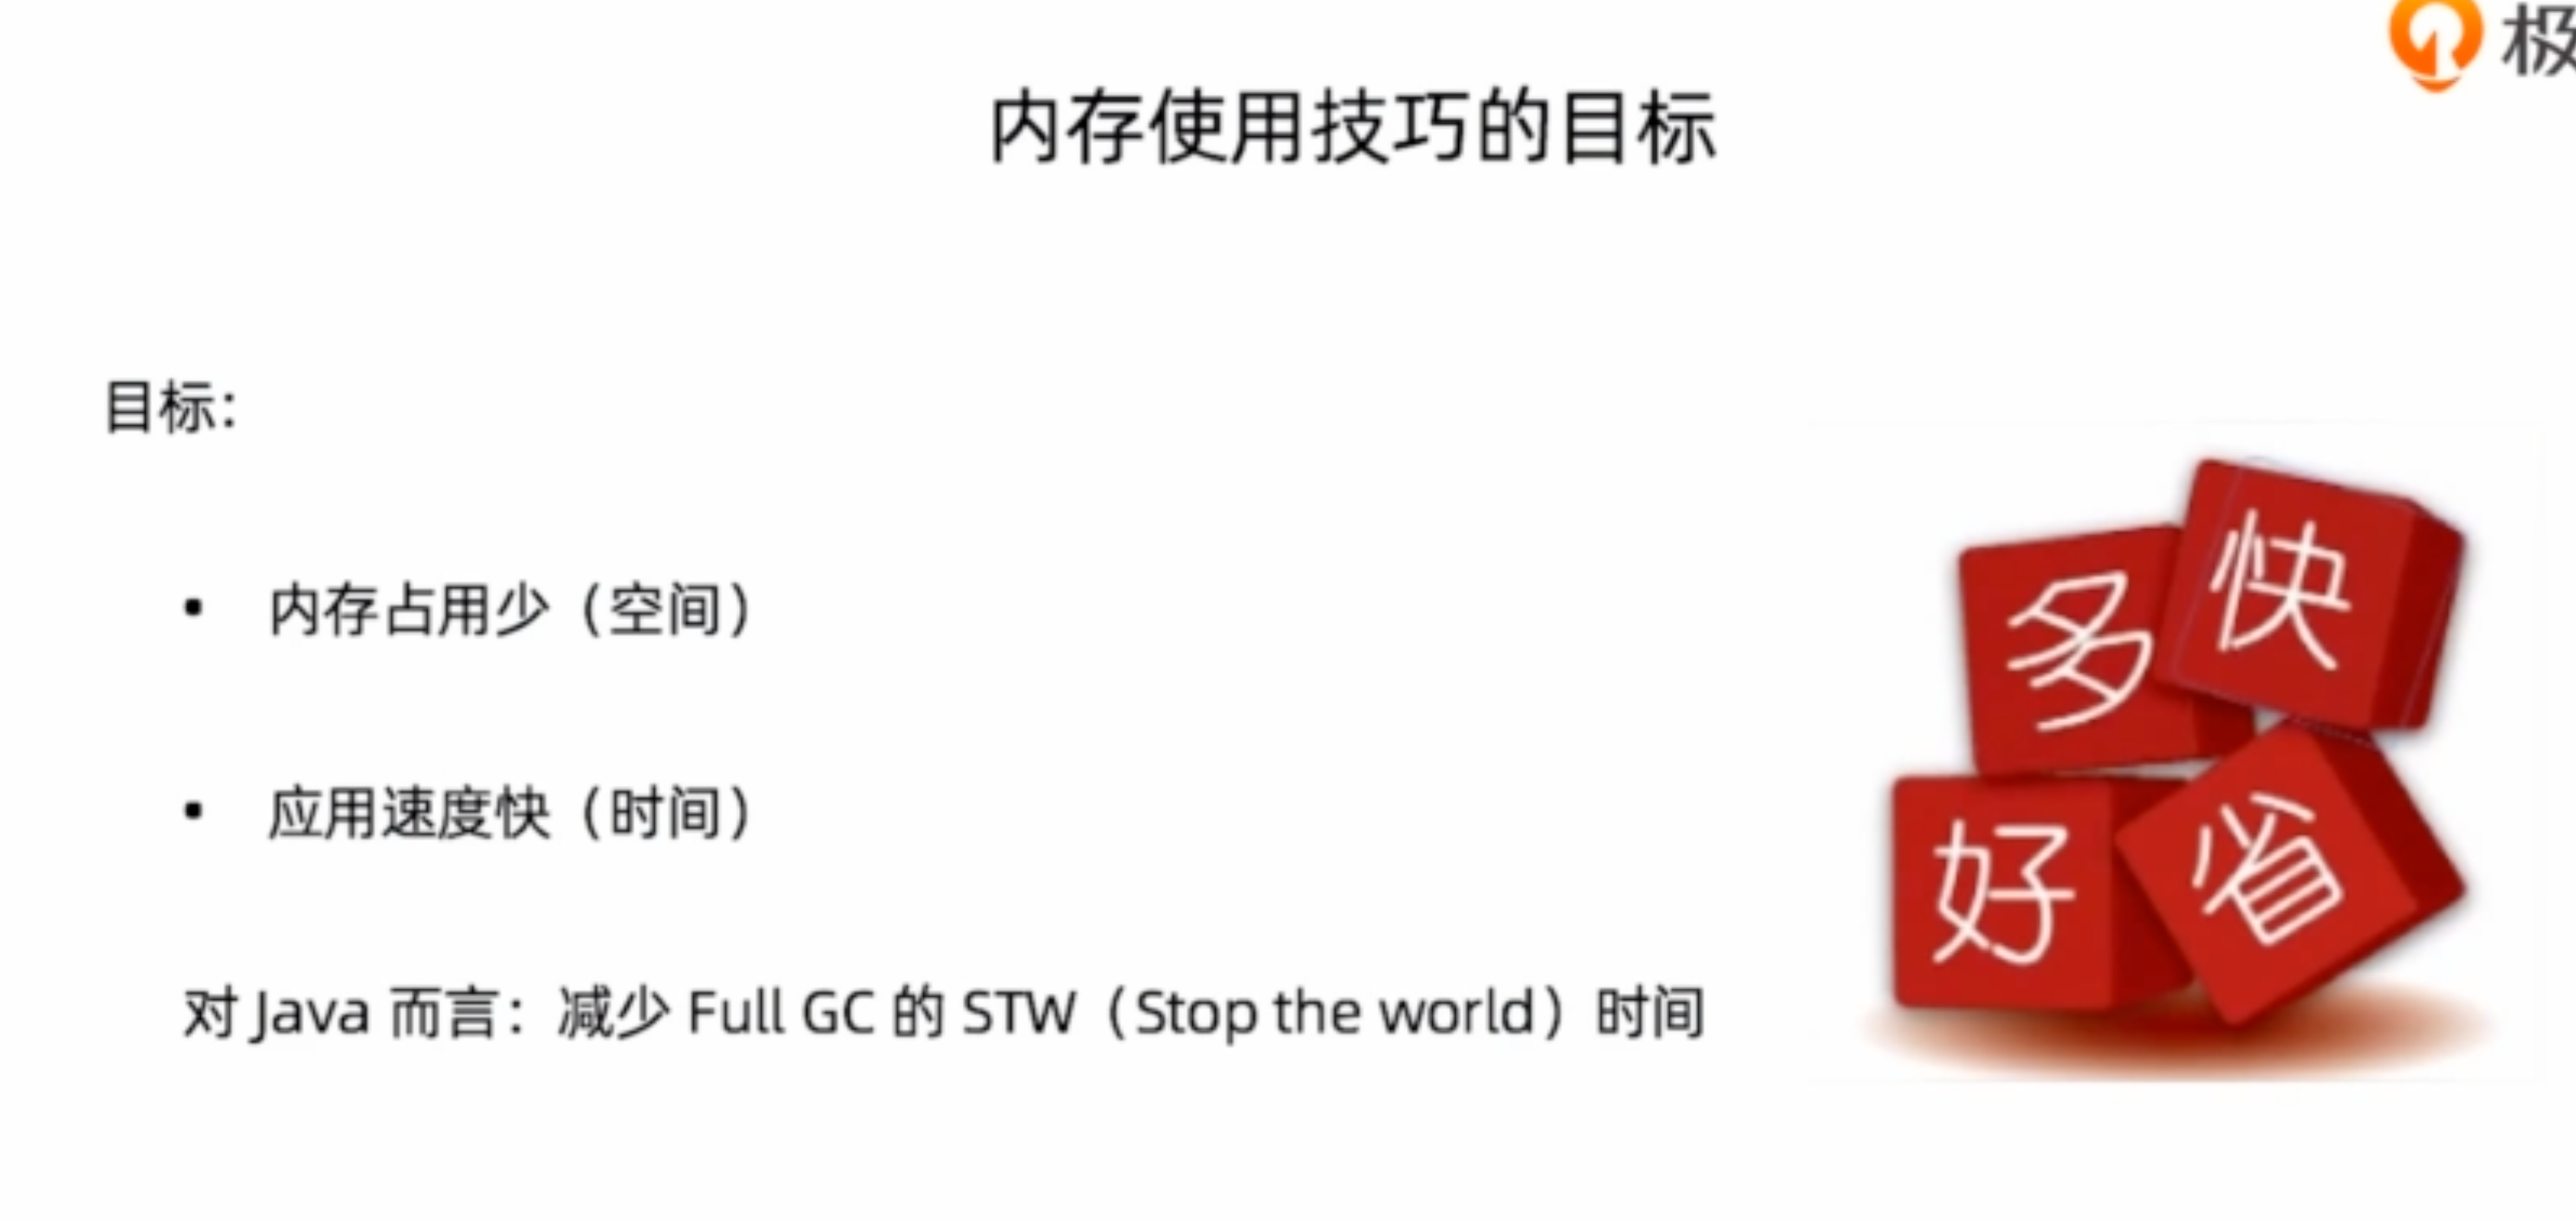 极
内存使用技巧的目标
目标：
• 内存占用少（空间）
• 应用速度快（时间）
对 Java 而言：减少 Full GC 的 STW（Stop the world）时间
多
快
好
省